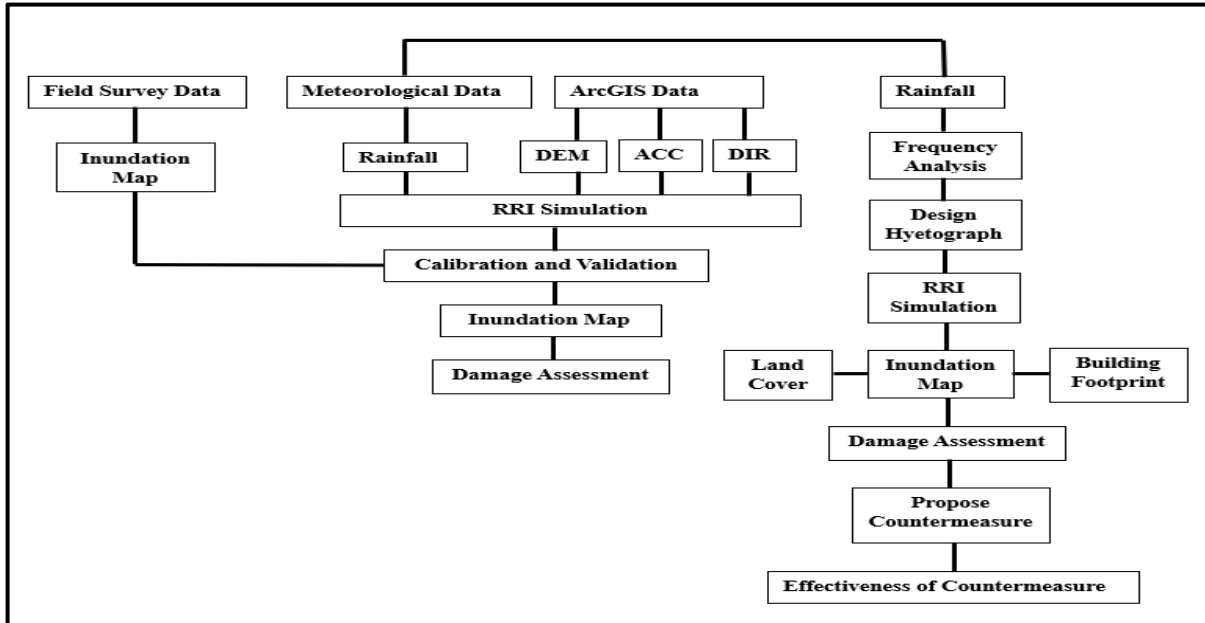 Field Survey Data
Meteorological Data
ArcGIS Data
Rainfall
Inundation
Map
Rainfall
DEM
ACC
DIR
Frequency
Analysis
RRI Simulation
Design
Hyetograph
Calibration and Validation
RRI
Simulation
Inundation Map
Damage Assessment
Land
Cover
Inundation
Map
Building
Footprint
Damage Assessment
Propose
Countermeasure
Effectiveness of Countermeasure